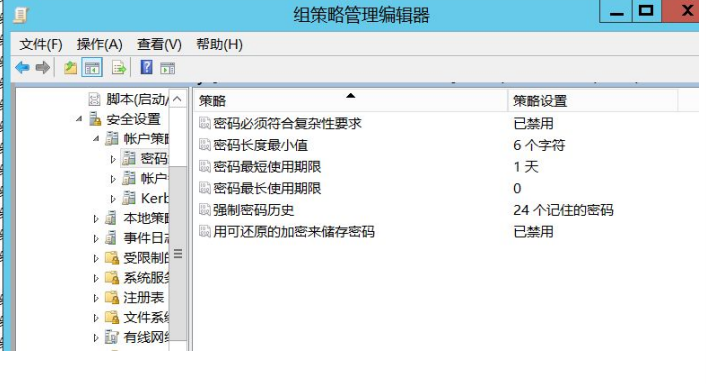 组策略管理编辑器
文件(F) 操作(A) 查看(V) 帮助(H)
脚本(启动/
安全设置
帐户策略
密码
帐户
Kerb
本地策
事件日
受限制
系统服务
注册表
文件系
有线网
策略 策略设置
密码必须符合复杂性要求 已禁用
密码长度最小值 6 个字符
密码最短使用期限 1 天
密码最长使用期限 0
强制密码历史 24 个记住的密码
用可还原的加密来储存密码 已禁用